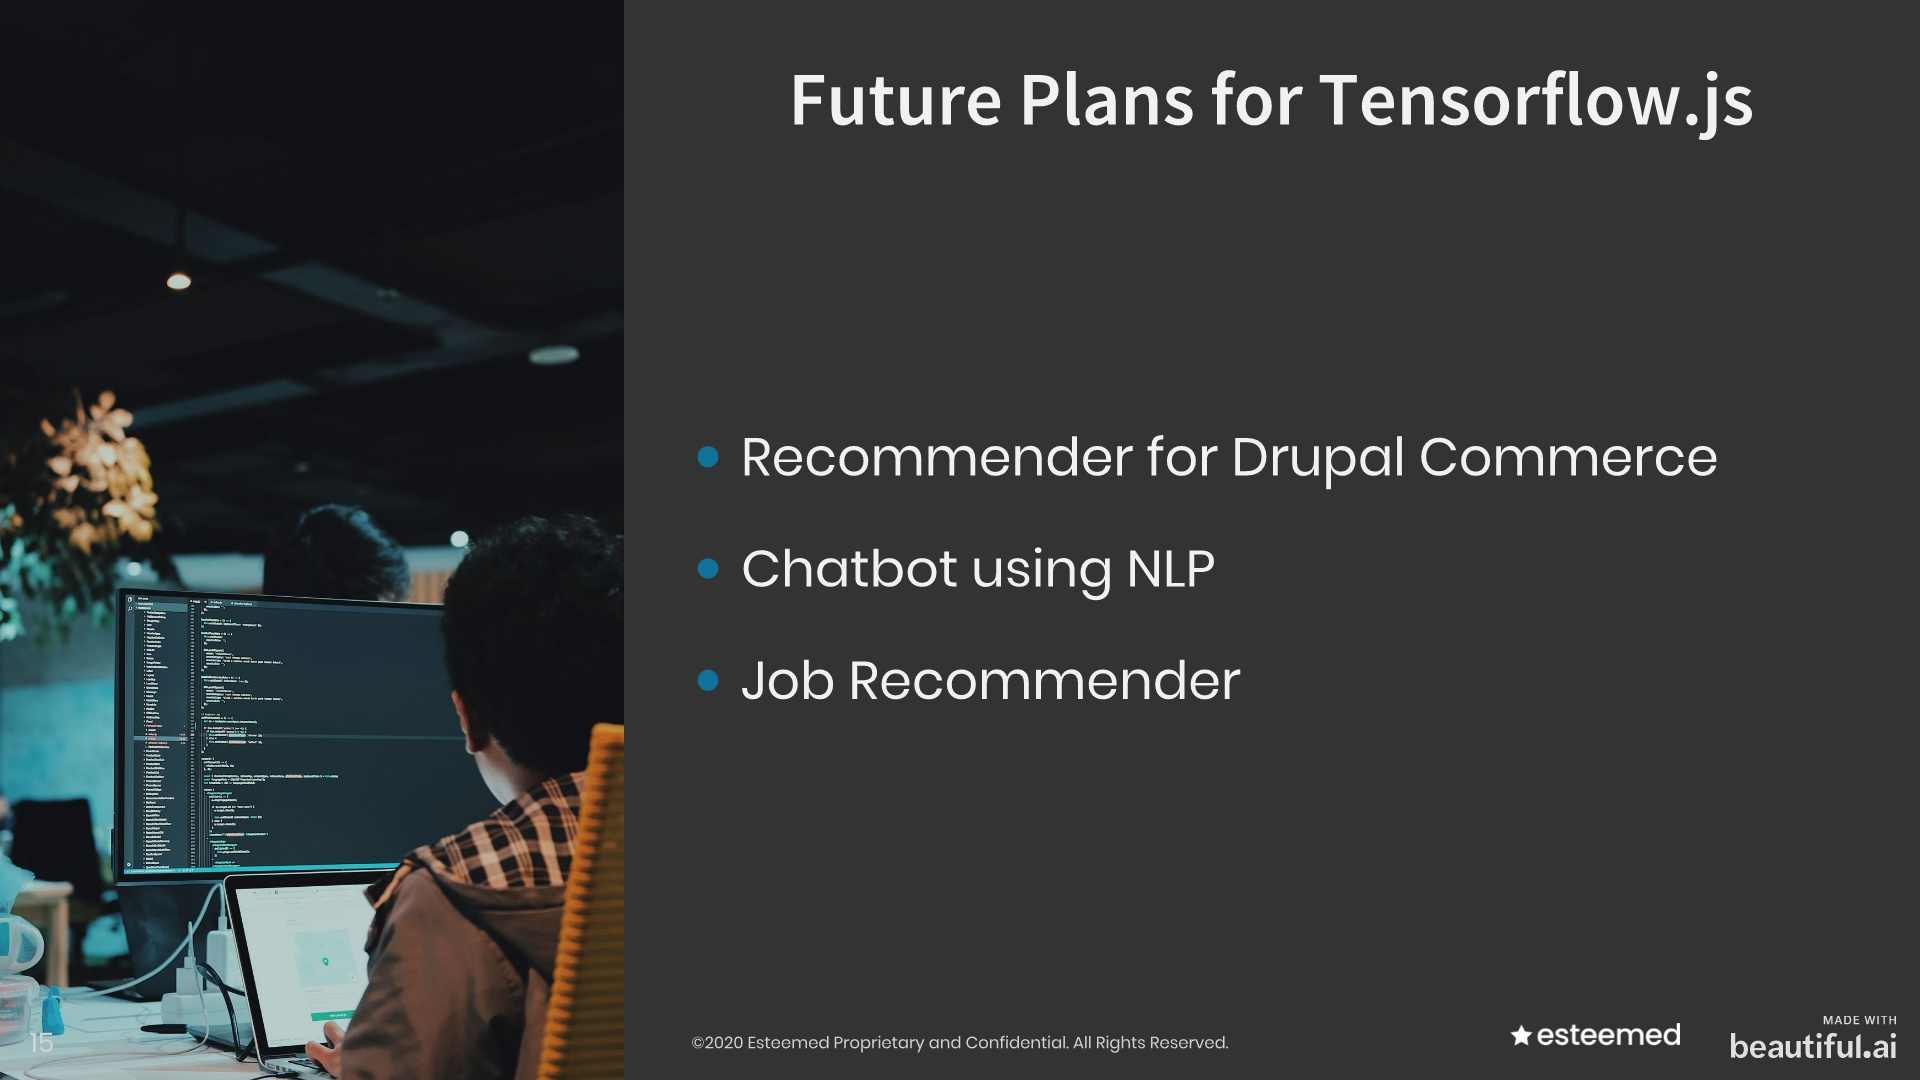 Future Plans for Tensorflow.js
Recommender for Drupal Commerce
Chatbot using NLP
Job Recommender
15
©2020 Esteemed Proprietary and Confidential. All Rights Reserved.
esteemed
MADE WITH
beautiful.ai